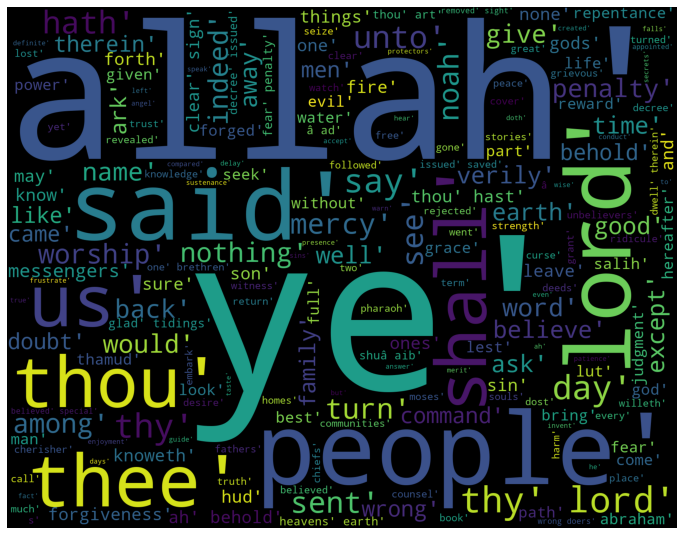 hath'
therein'
forth'
given'
lost'
definite'
power'
yet'
revealed'
ark'
left'
angel'
trust'
speak'
clear' sign'
decree' issued'
fear' penalty'
indeed'
away'
allah'
unto'
things'
one'
men'
evil'
forged'
fire'
water'
â ad'
hear'
accept'
noah'
seize'
clear'
watch'
cover'
free'
peace'
doth'
thou' art'
removed' sight'
give'
none'
repentance'
created'
falls'
gods'
turned'
appointed'
protectors'
great'
grievous'
life'
penalty'
secrets'
reward'
decree'
stories'
part'
time'
and'
behold'
dwell' therein'
to'
may'
know'
name'
like'
came'
said'
compared'
delay'
knowledge'
sustenance'
seek'
nothing'
followed'
without'
issued' saved'
gone'
say'
verily'
mercy'
see'
thou' hast'
rejected'
went'
shall'
earth'
strength'
lord'
wise'
conduct'
unbelievers'
good'
grant'
ridicule'
salih'
except'
hereafter'
worship'
messengers'
frustrate'
one' brethren'
true'
sure'
son'
witness'
return'
well'
presence'
warn'
two'
grace'
term'
curse'
leave'
deeds'
even'
us'
back'
glad' tidings'
full'
pharaoh'
ye'
word'
believe'
doubt'
would'
thamud'
embark'
look'
taste'
desire'
family'
ones'
shuâ aib'
answer'
lest'
ah'
merit'
ask'
sin'
day'
lut'
judgment'
god'
willeth'
patience'
thou'
among'
thy'
believed' special'
enjoyment'
guide'
homes'
best'
turn'
moses'
communities'
command'
souls'
dost'
bring'
every'
invent'
fear'
come'
man'
cherisher'
knoweth'
fathers'
people'
harm'
he'
place'
call'
thee'
days'
truth'
hud'
believed'
chiefs'
sent'
wrong'
counsel'
thy' lord'
fact'
much'
forgiveness'
ah' behold'
heavens' earth'
book'
path'
wrong doers'
abraham'